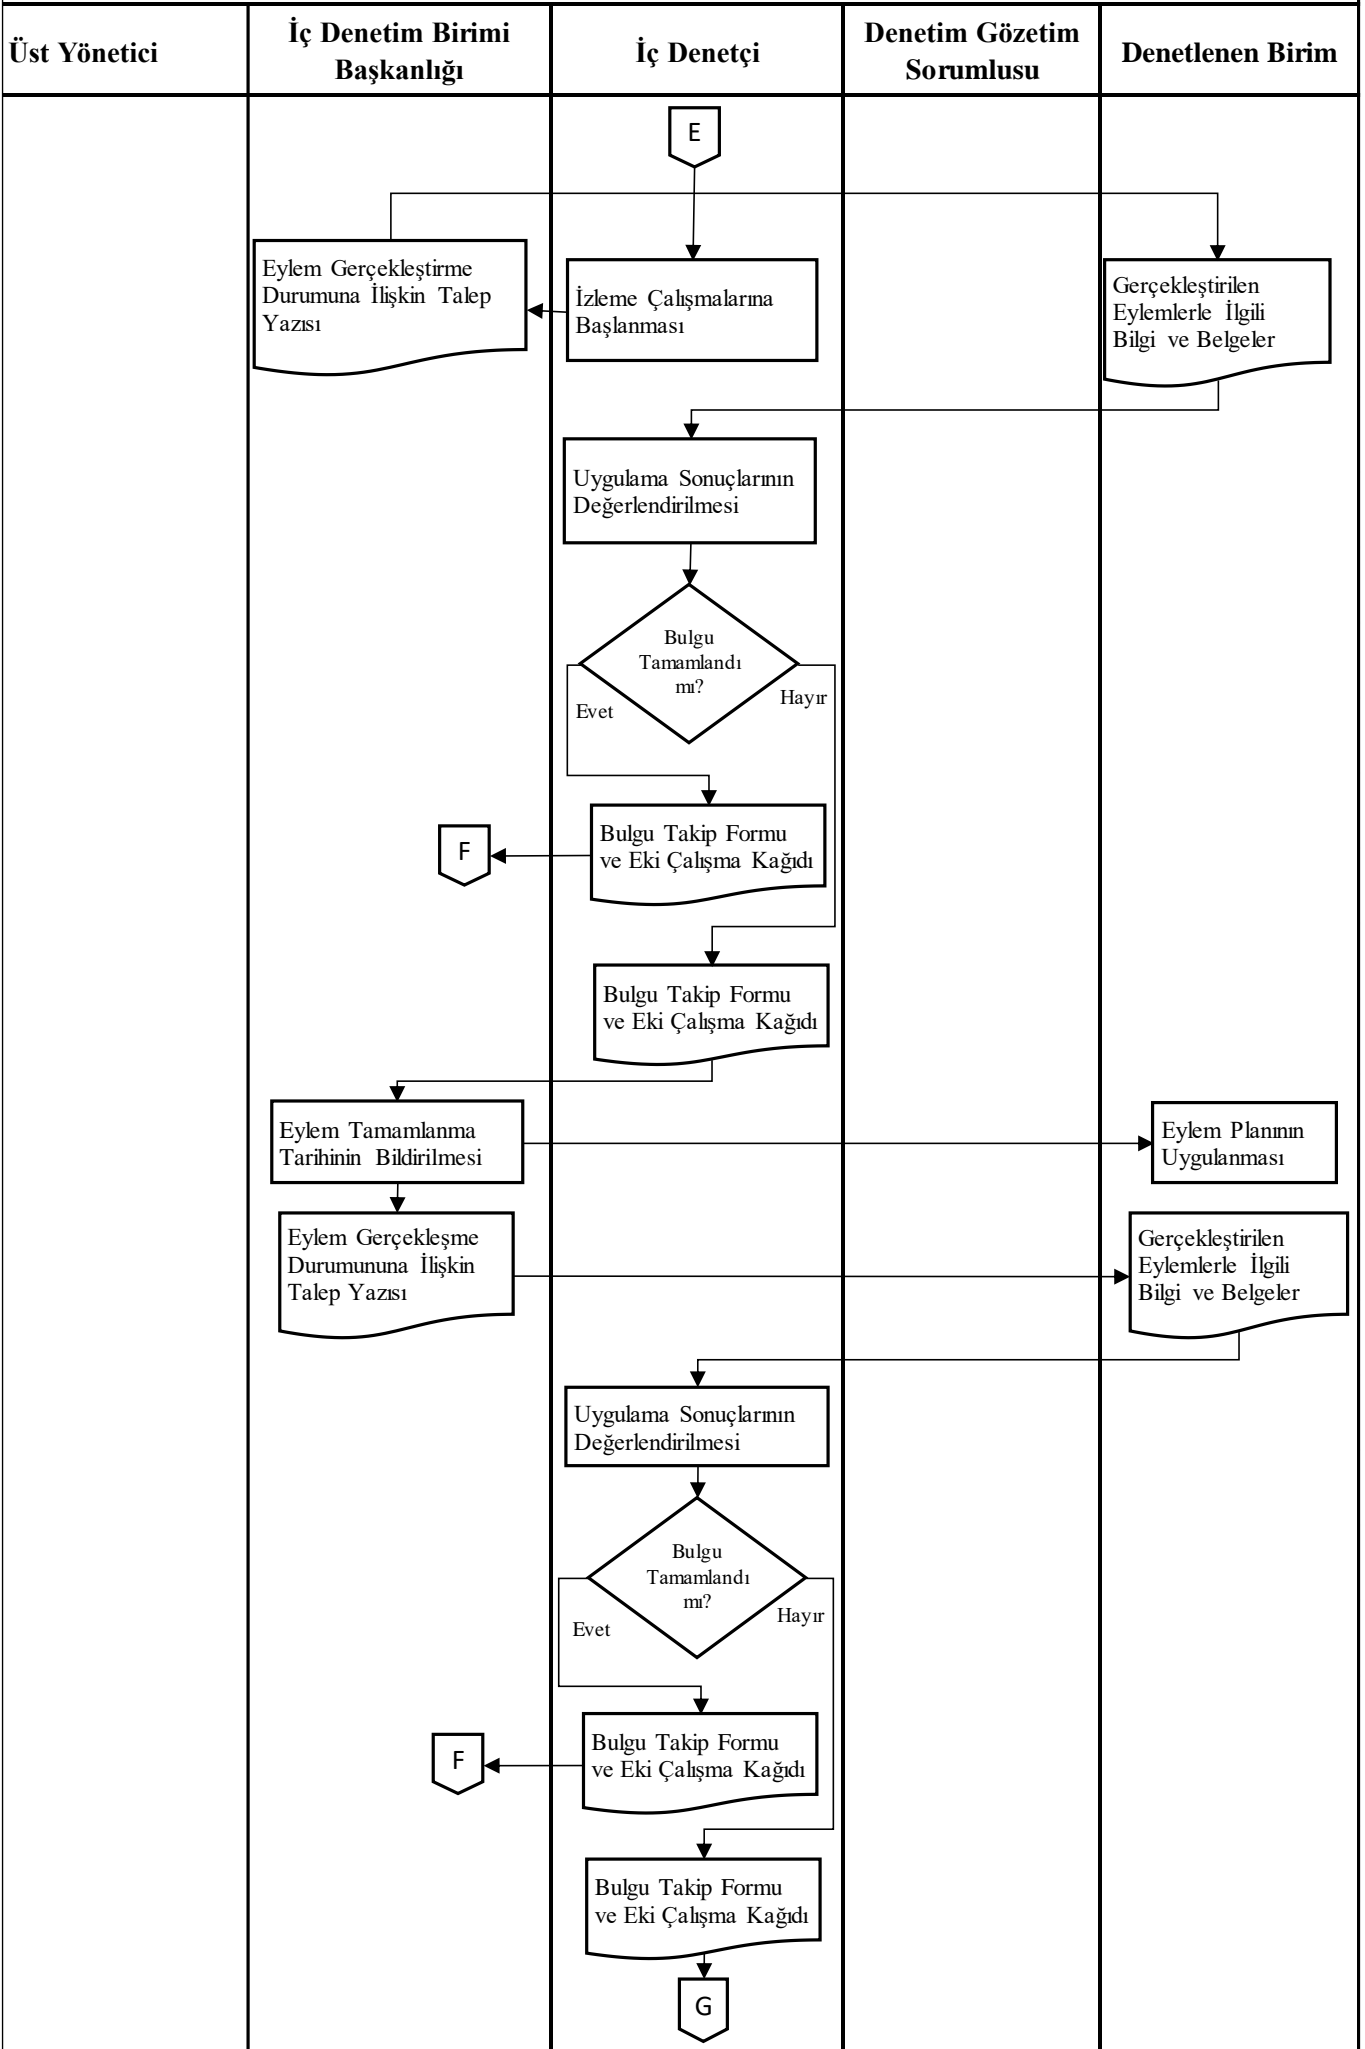 Üst Yönetici
İç Denetim Birimi
Başkanlığı
İç Denetçi
Denetim Gözetim
Sorumlusu
Denetlenen Birim
E
Eylem Gerçekleştirme
Durumuna İlişkin Talep
Yazısı
İzleme Çalışmalarına
Başlanması
Gerçekleştirilen
Eylemlerle İlgili
Bilgi ve Belgeler
Uygulama Sonuçlarının
Değerlendirilmesi
Bulgu
Tamamlandı
mı?
Evet
Hayır
Bulgu Takip Formu
ve Eki Çalışma Kağıdı
F
Bulgu Takip Formu
ve Eki Çalışma Kağıdı
Eylem Tamamlanma
Tarihinin Bildirilmesi
Eylem Planının
Uygulanması
Eylem Gerçekleşme
Durumununa İlişkin
Talep Yazısı
Gerçekleştirilen
Eylemlerle İlgili
Bilgi ve Belgeler
Uygulama Sonuçlarının
Değerlendirilmesi
Bulgu
Tamamlandı
mı?
Evet
Hayır
Bulgu Takip Formu
ve Eki Çalışma Kağıdı
F
Bulgu Takip Formu
ve Eki Çalışma Kağıdı
G